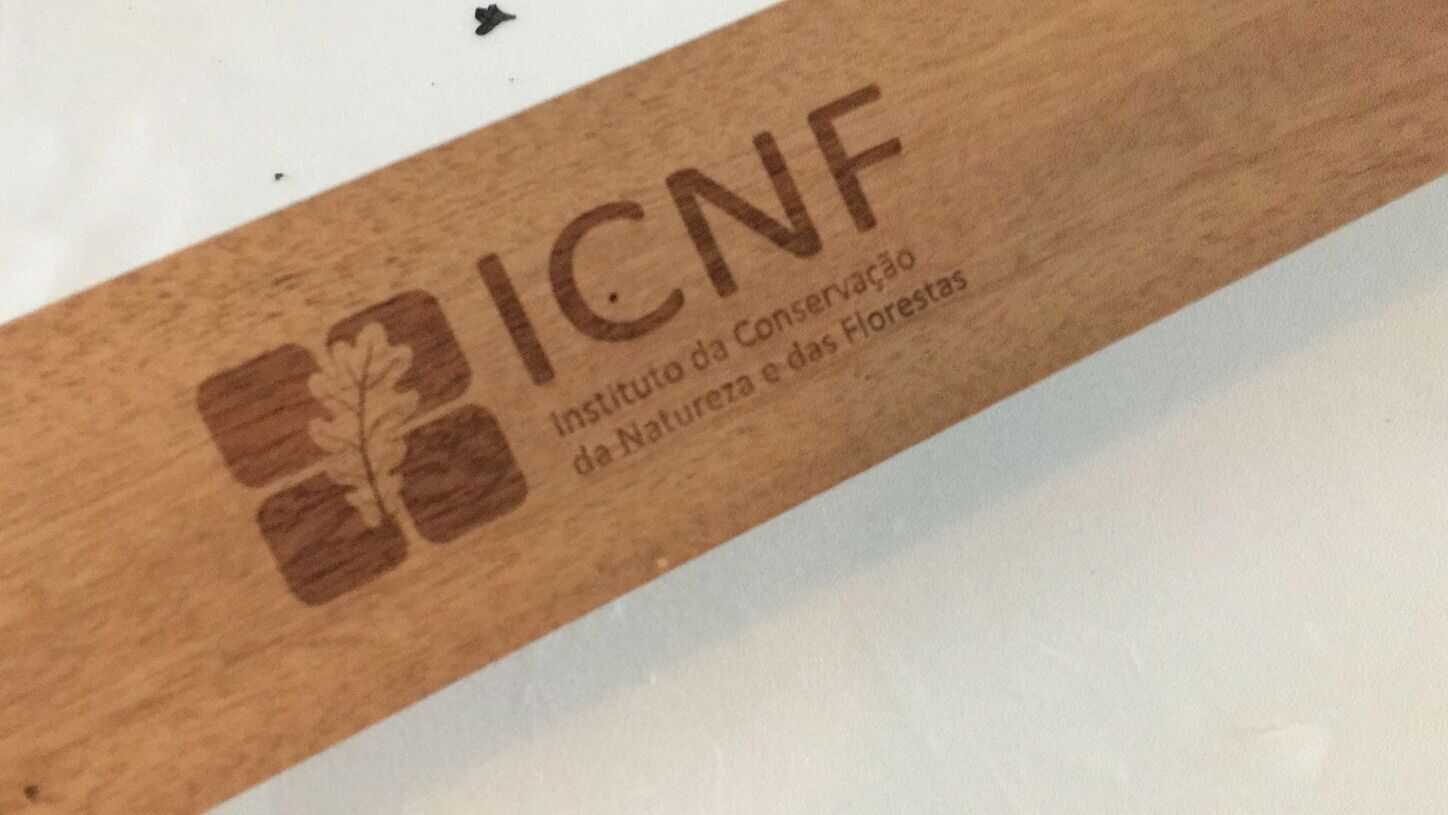 ICNF
Instituto da Conservação
da Natureza e das Florestas